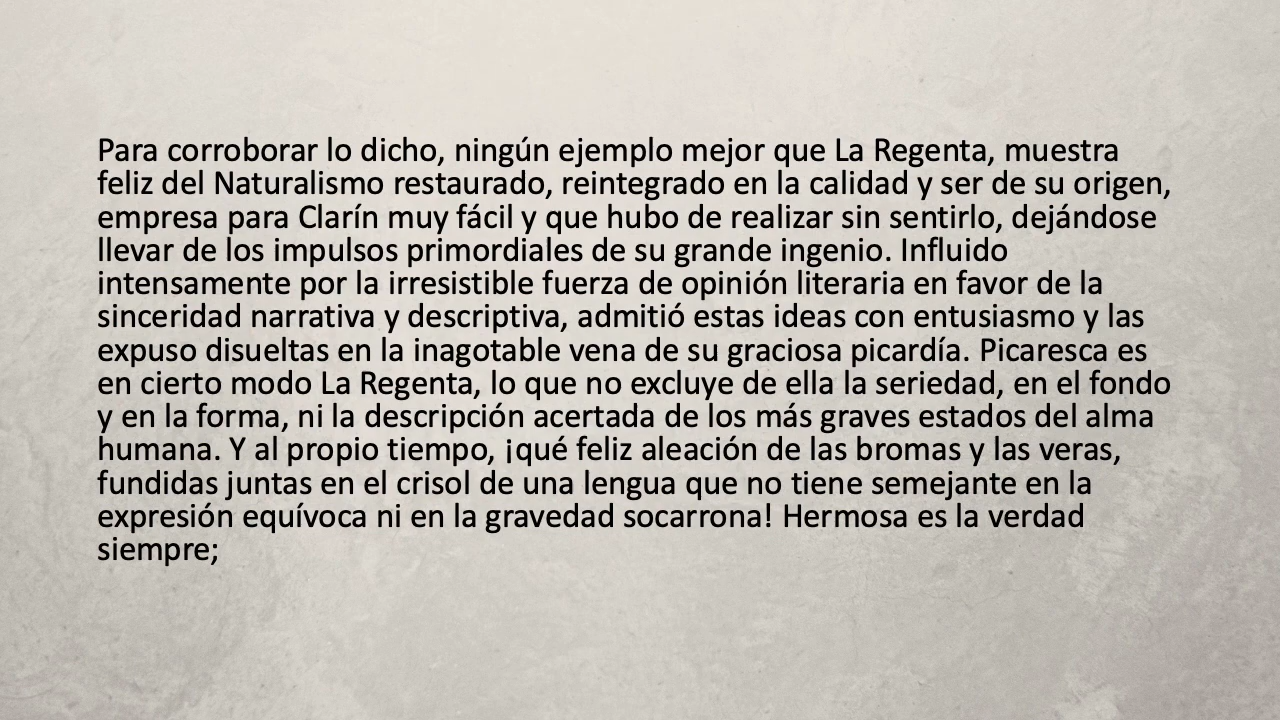 Para corroborar lo dicho, ningún ejemplo mejor que La Regenta, muestra
feliz del Naturalismo restaurado, reintegrado en la calidad y ser de su origen,
empresa para Clarín muy fácil y que hubo de realizar sin sentirlo, dejándose
llevar de los impulsos primordiales de su grande ingenio. Influido
intensamente por la irresistible fuerza de opinión literaria en favor de la
sinceridad narrativa y descriptiva, admitió estas ideas con entusiasmo y las
expuso disueltas en la inagotable vena de su graciosa picardía. Picaresca es
en cierto modo La Regenta, lo que no excluye de ella la seriedad, en el fondo
y en la forma, ni la descripción acertada de los más graves estados del alma
humana. Y al propio tiempo, ¡qué feliz aleación de las bromas y las veras,
fundidas juntas en el crisol de una lengua que no tiene semejante en la
expresión equívoca ni en la gravedad socarrona! Hermosa es la verdad
siempre;